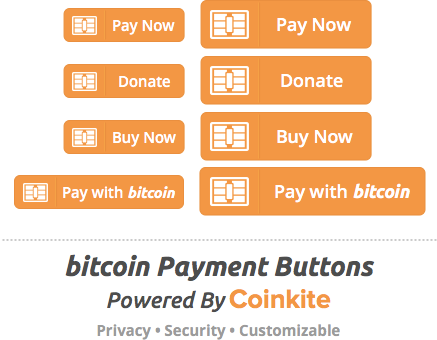 Pay Now Pay Now
Donate Donate
Buy Now Buy Now
Pay with bitcoin Pay with bitcoin
bitcoin Payment Buttons
Powered By Coinkite
Privacy • Security • Customizable